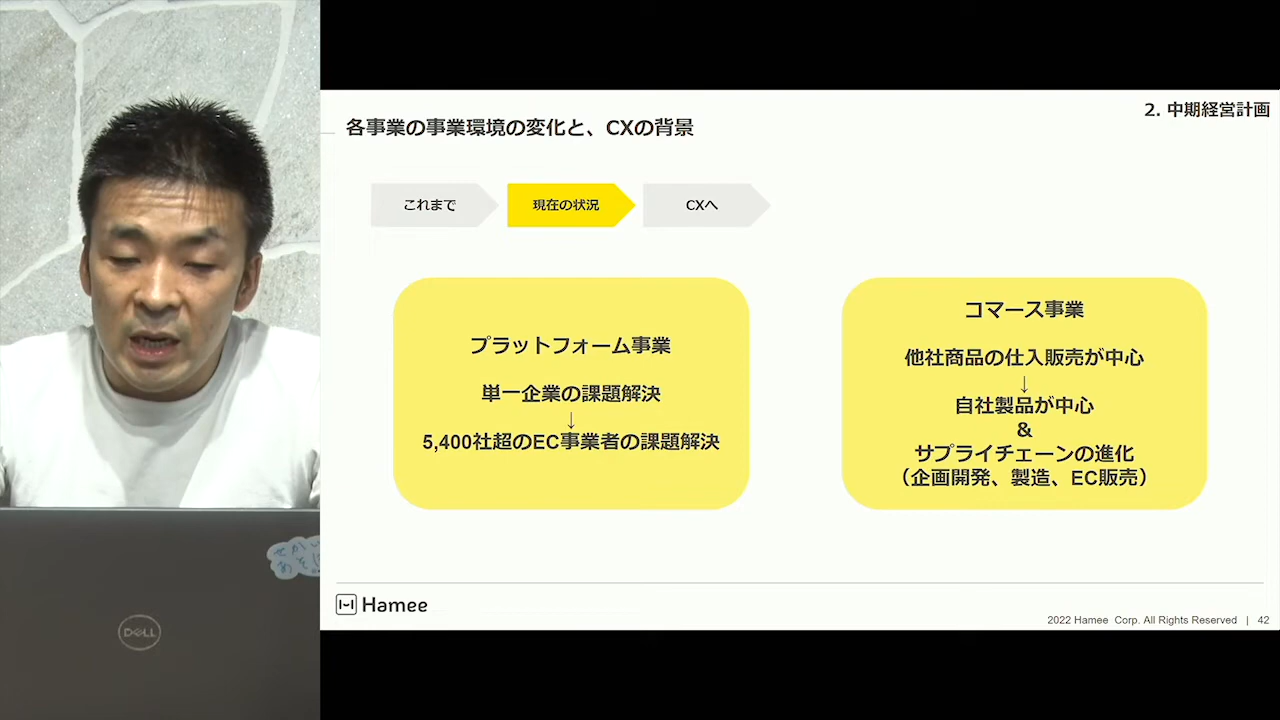 2. 中期経営計画
各事業の事業環境の変化と、CXの背景
これまで
現在の状況
CXへ
プラットフォーム事業
単一企業の課題解決
↓
5,400社超のEC事業者の課題解決
コマース事業
他社商品の仕入販売が中心
↓
自社製品が中心
&
サプライチェーンの進化
（企画開発、製造、EC販売）
Hamee
2022 Hamee Corp. All Rights Reserved | 42
DELL